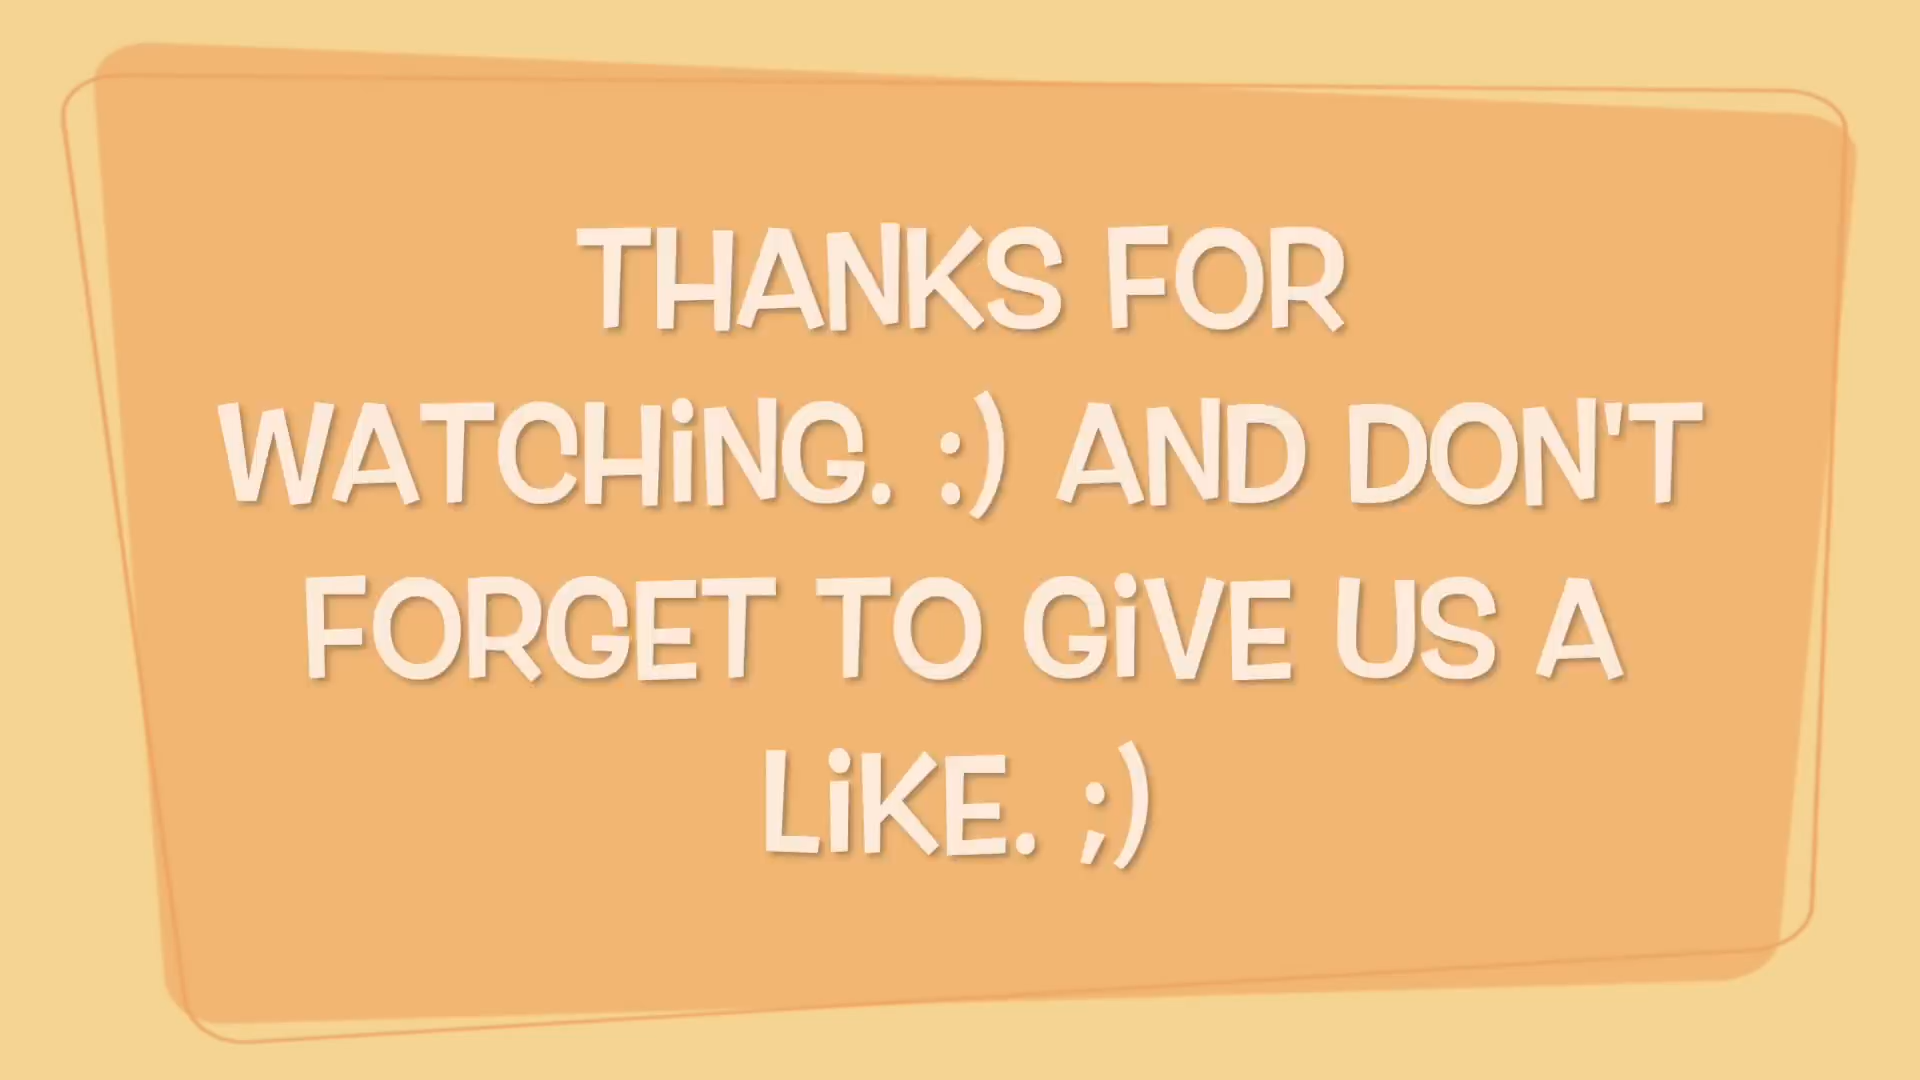 THANKS FOR
WATCHiNG. :) AND DON'T
FORGET TO GiVE US A
LiKE. ;)